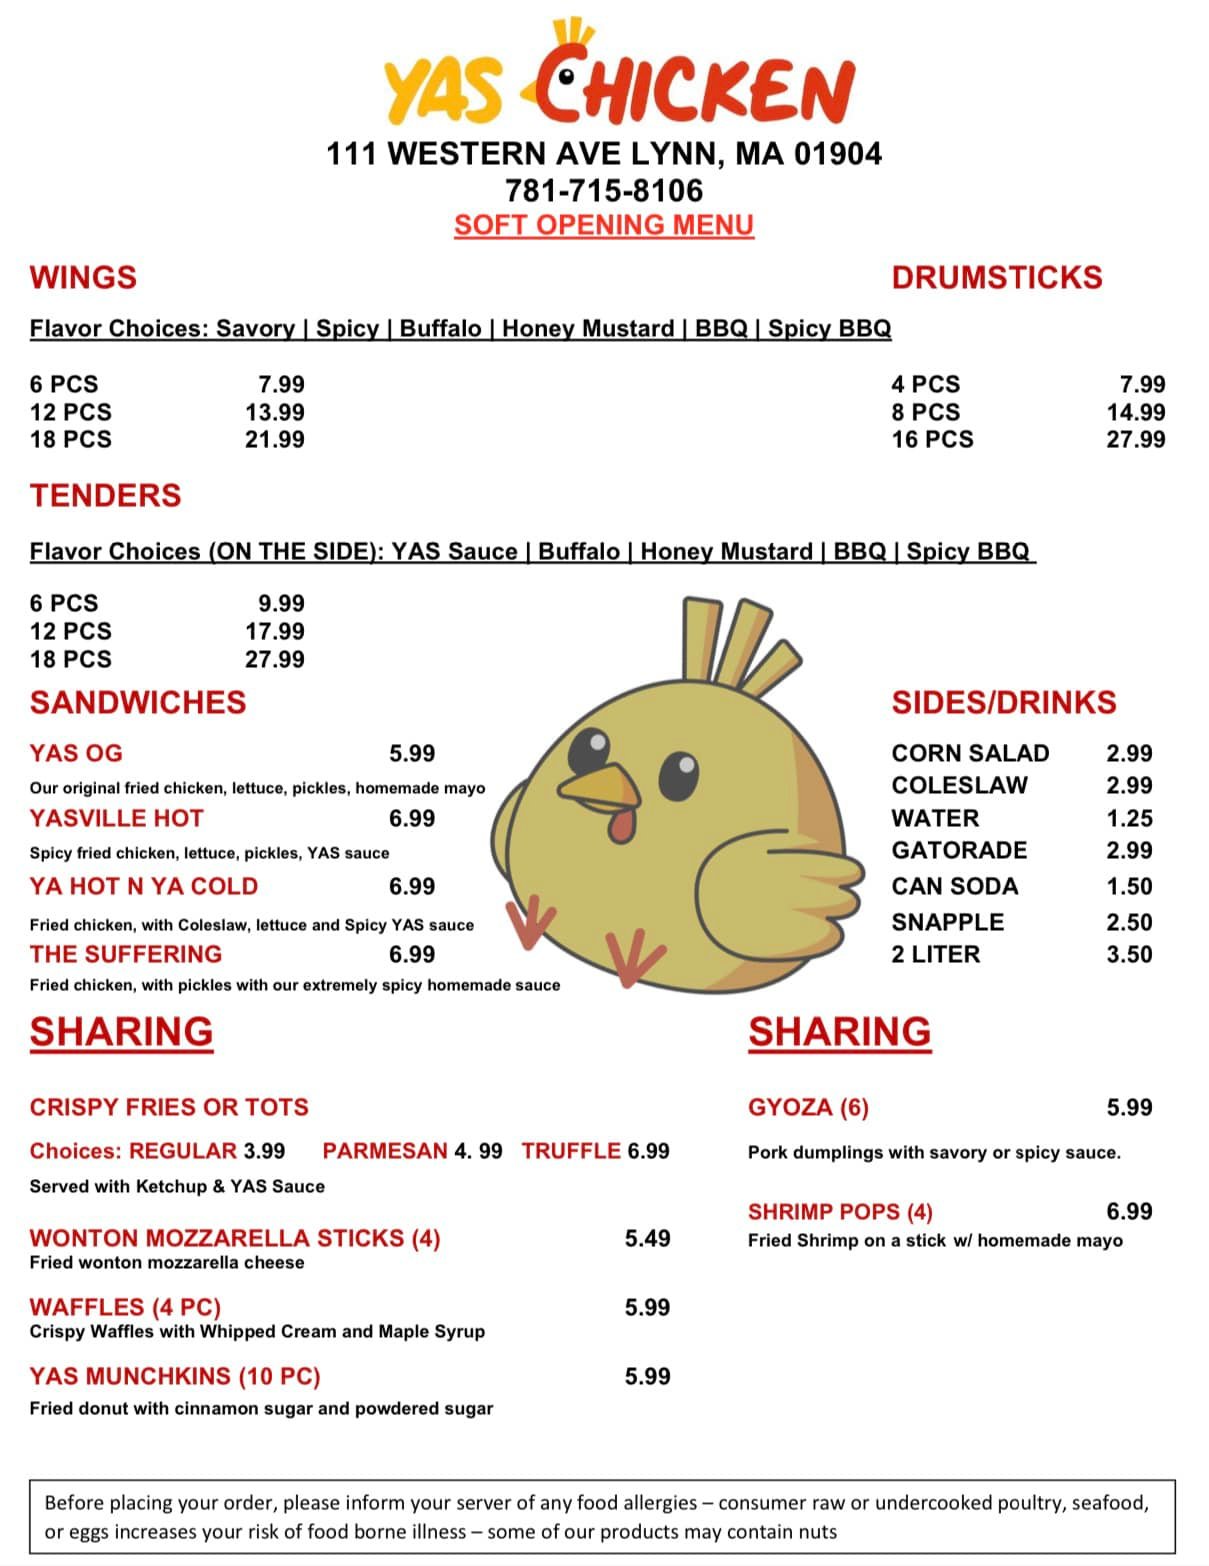 YAS CHICKEN
111 WESTERN AVE LYNN, MA 01904
781-715-8106
SOFT OPENING MENU
WINGS
DRUMSTICKS
Flavor Choices: Savory | Spicy | Buffalo | Honey Mustard | BBQ | Spicy BBQ
6 PCS 7.99
12 PCS 13.99
18 PCS 21.99
4 PCS 7.99
8 PCS 14.99
16 PCS 27.99
TENDERS
Flavor Choices (ON THE SIDE): YAS Sauce | Buffalo | Honey Mustard | BBQ | Spicy BBQ
6 PCS 9.99
12 PCS 17.99
18 PCS 27.99
SANDWICHES
YAS OG 5.99
Our original fried chicken, lettuce, pickles, homemade mayo
YASVILLE HOT 6.99
Spicy fried chicken, lettuce, pickles, YAS sauce
YA HOT N YA COLD 6.99
Fried chicken, with Coleslaw, lettuce and Spicy YAS sauce
THE SUFFERING 6.99
Fried chicken, with pickles with our extremely spicy homemade sauce
SIDES/DRINKS
CORN SALAD 2.99
COLESLAW 2.99
WATER 1.25
GATORADE 2.99
CAN SODA 1.50
SNAPPLE 2.50
2 LITER 3.50
SHARING
CRISPY FRIES OR TOTS
Choices: REGULAR 3.99 PARMESAN 4. 99 TRUFFLE 6.99
Served with Ketchup & YAS Sauce
WONTON MOZZARELLA STICKS (4) 5.49
Fried wonton mozzarella cheese
WAFFLES (4 PC) 5.99
Crispy Waffles with Whipped Cream and Maple Syrup
YAS MUNCHKINS (10 PC) 5.99
Fried donut with cinnamon sugar and powdered sugar
SHARING
GYOZA (6) 5.99
Pork dumplings with savory or spicy sauce.
SHRIMP POPS (4) 6.99
Fried Shrimp on a stick w/ homemade mayo
Before placing your order, please inform your server of any food allergies – consumer raw or undercooked poultry, seafood,
or eggs increases your risk of food borne illness – some of our products may contain nuts